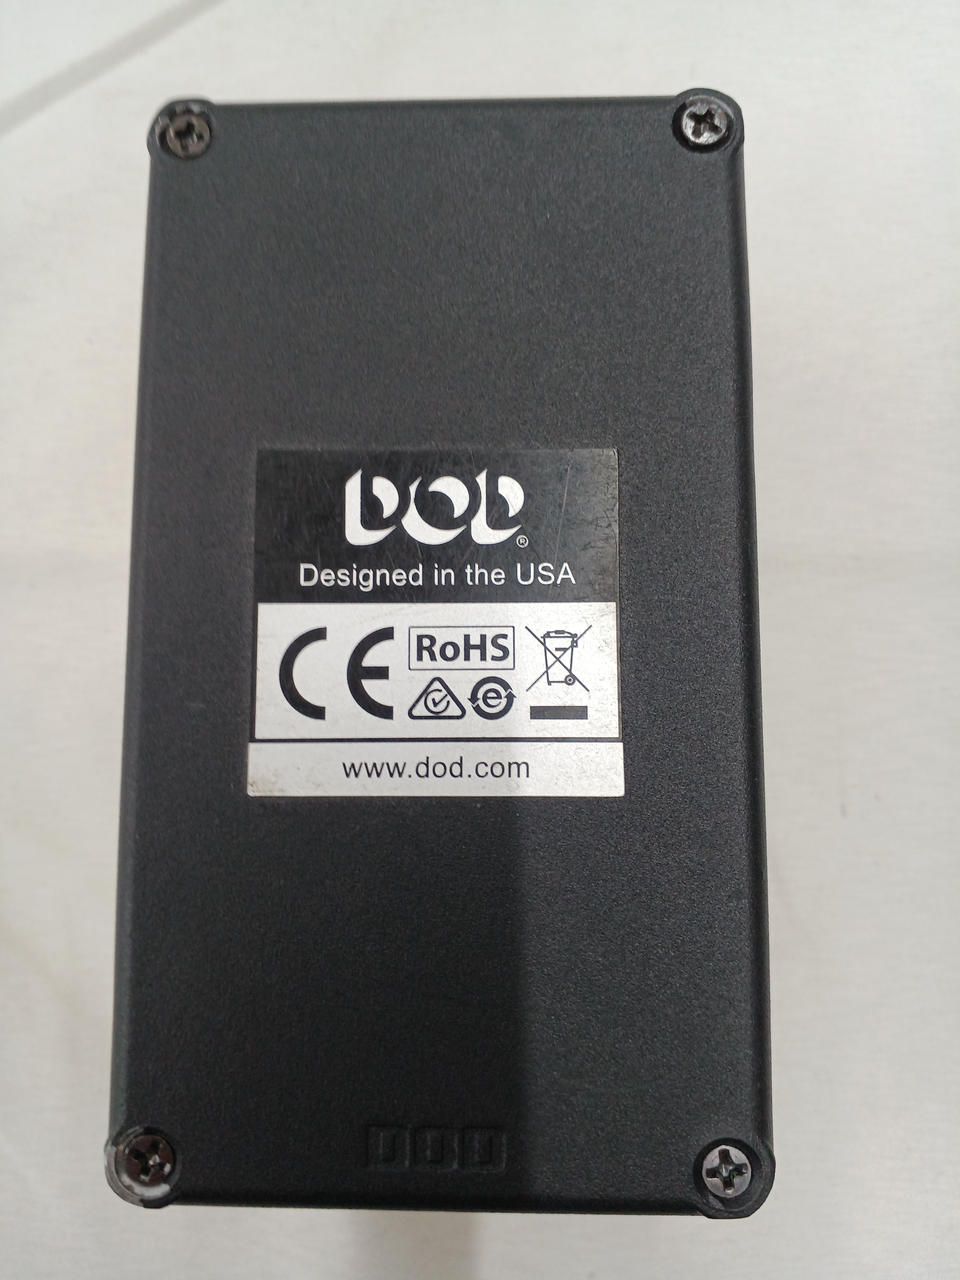 DOD®
Designed in the USA
CE RoHS
e
www.dod.com
DOD